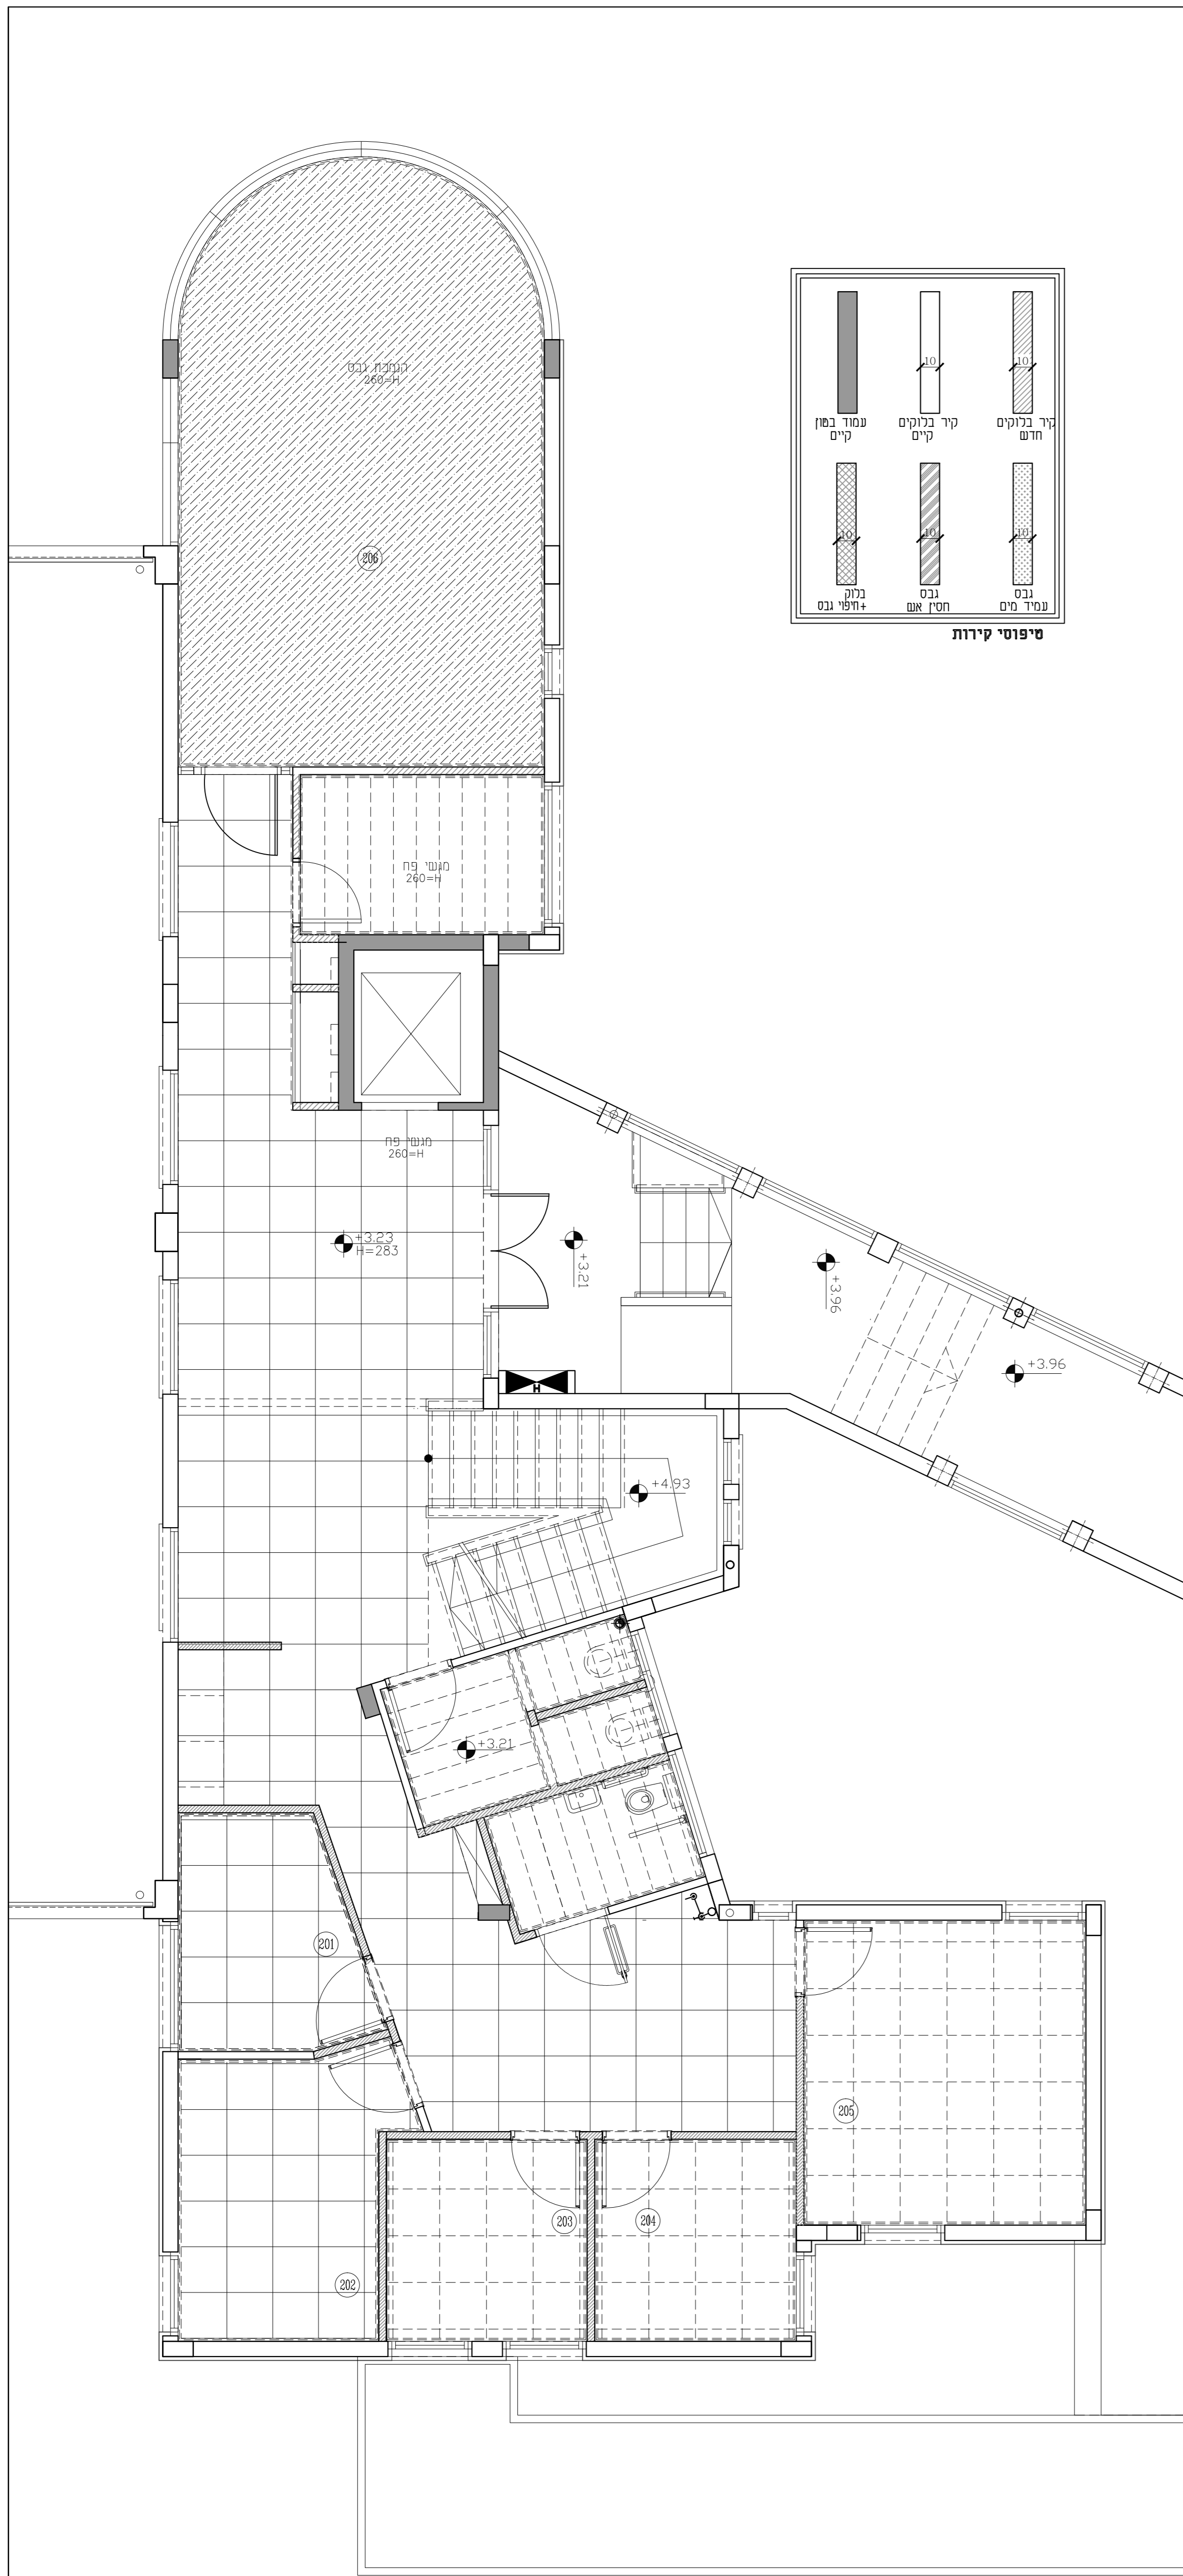 הנמכת גבס
260=H
206
מגשי פח
260=H
10
10
10
עמוד בטון
קיים
קיר בלוקים
קיים
קיר בלוקים
חדש
10
10
10
בלוק
+חיפוי גבס
גבס
חסין אש
גבס
עמיד מים
טיפוסי קירות
מגשי פח
260=H
+3.23
H=283
+3.21
+3.96
+3.96
H
+4.93
+3.21
201
205
203
204
202